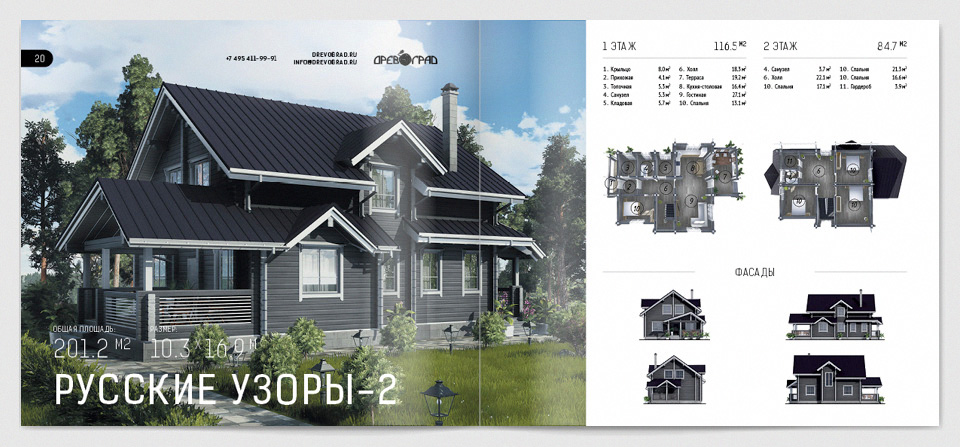 20
+7 495 411-99-91
DREVOGRAD.RU
INFO@DREVOGRAD.RU
ДРЕВОГРАД
ОБЩАЯ ПЛОЩАДЬ:
201.2 М2
РАЗМЕР:
10.3 X 16.9 М
РУССКИЕ УЗОРЫ-2
1 ЭТАЖ 116.5 М2
1. Крыльцо 8.0 м²
2. Прихожая 4.1 м²
3. Топочная 5.3 м²
4. Санузел 5.3 м²
5. Кладовая 5.7 м²
6. Холл 18.3 м²
7. Терраса 19.2 м²
8. Кухня-столовая 16.4 м²
9. Гостиная 27.1 м²
10. Спальня 13.1 м²
2 ЭТАЖ 84.7 М2
4. Санузел 3.7 м²
6. Холл 22.1 м²
10. Спальня 17.1 м²
10. Спальня 21.3 м²
10. Спальня 16.6 м²
11. Гардероб 3.9 м²
ФАСАДЫ